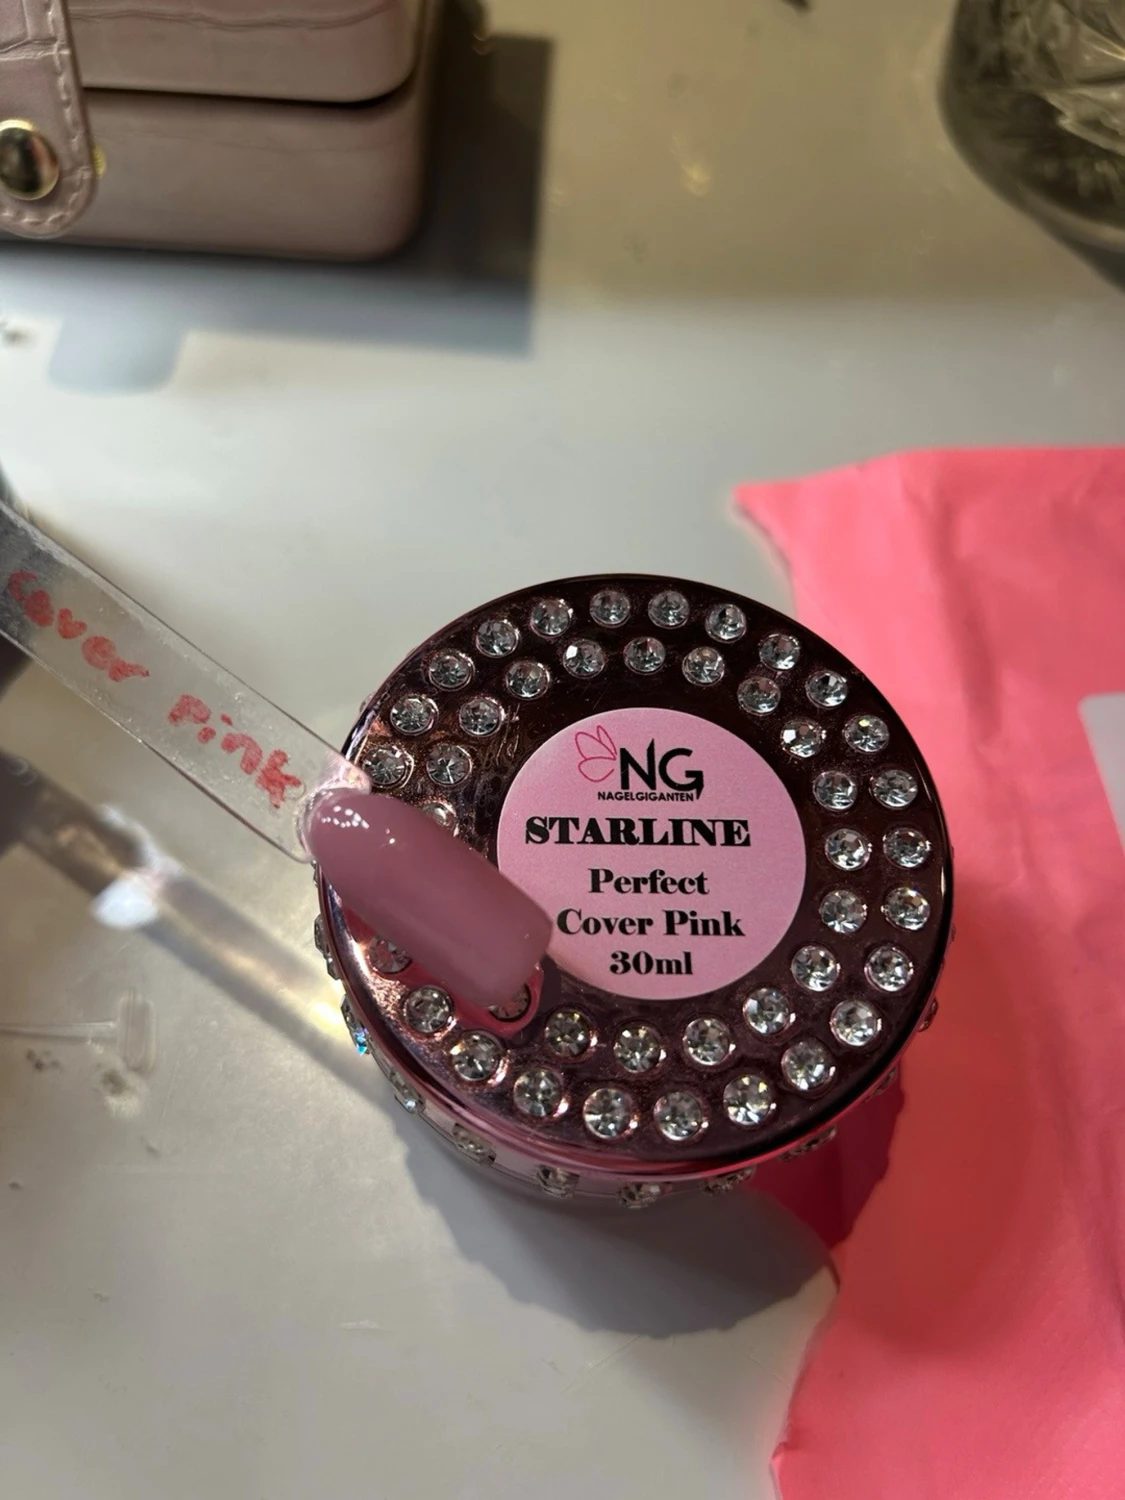 Cover Pink
NG
NAGELGIGANTEN
STARLINE
Perfect
Cover Pink
30ml